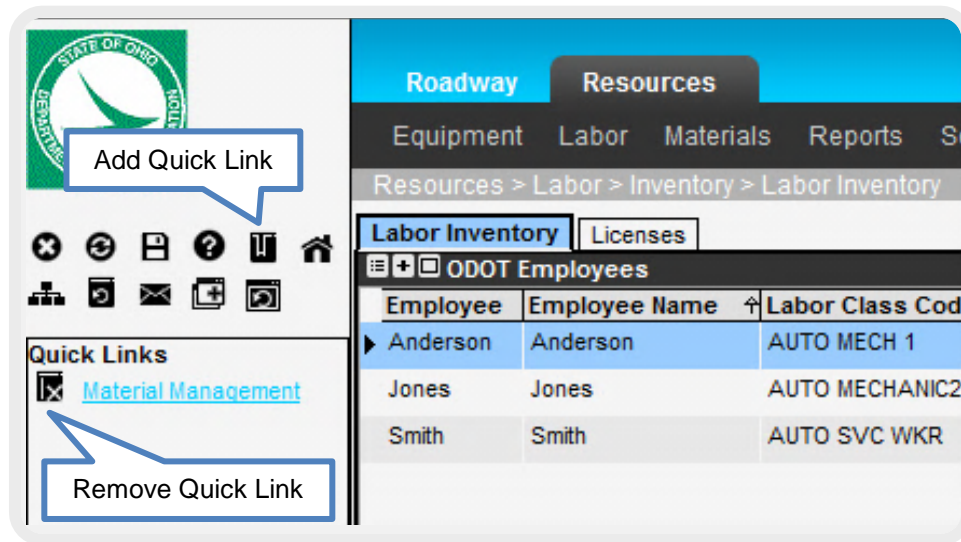 STATE OF OHIO
Add Quick Link
Quick Links
Material Management
Remove Quick Link
Roadway Resources
Equipment Labor Materials Reports
Resources > Labor > Inventory > Labor Inventory
Labor Inventory Licenses
ODOT Employees
Employee Employee Name Labor Class Cod
Anderson Anderson AUTO MECH 1
Jones Jones AUTO MECHANIC2
Smith Smith AUTO SVC WKR